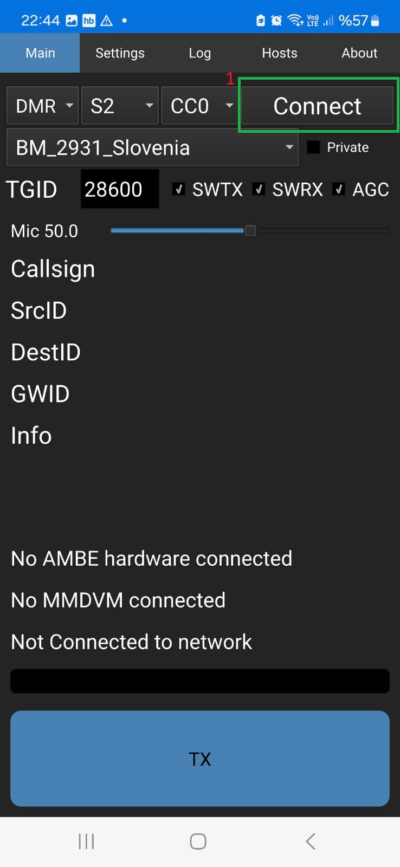 22:44 hb Vo) LTE %57
Main Settings Log Hosts About
1
DMR S2 CC0 Connect
BM_2931_Slovenia Private
TGID 28600 SWTX SWRX AGC
Mic 50.0
Callsign
SrcID
DestID
GWID
Info
No AMBE hardware connected
No MMDVM connected
Not Connected to network
TX